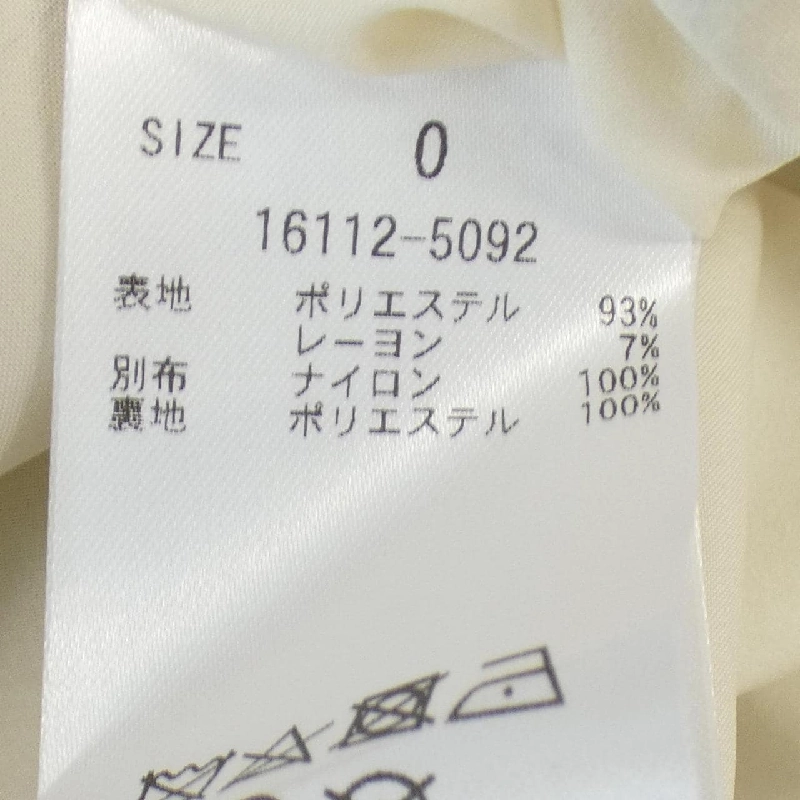 SIZE 0
16112-5092
表地 ポリエステル 93%
レーヨン 7%
別布 ナイロン 100%
裏地 ポリエステル 100%